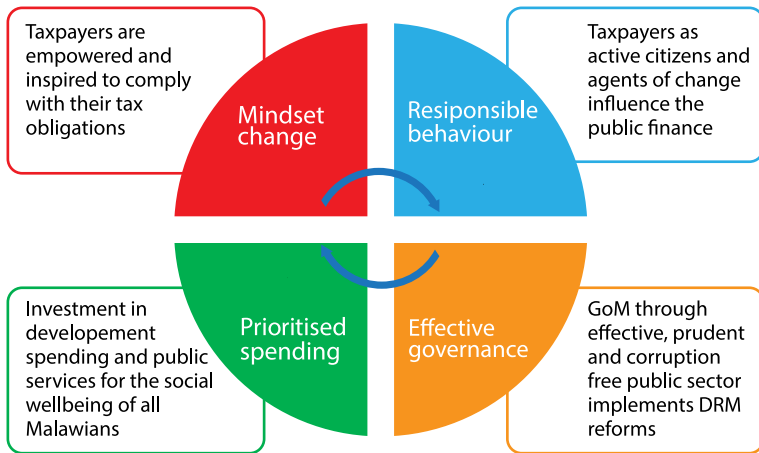 Taxpayers are
empowered and
inspired to comply
with their tax
obligations
Mindset
change
Resiponsible
behaviour
Taxpayers as
active citizens and
agents of change
influence the
public finance
Investment in
developement
spending and public
services for the social
wellbeing of all
Malawians
Prioritised
spending
Effective
governance
GoM through
effective, prudent
and corruption
free public sector
implements DRM
reforms